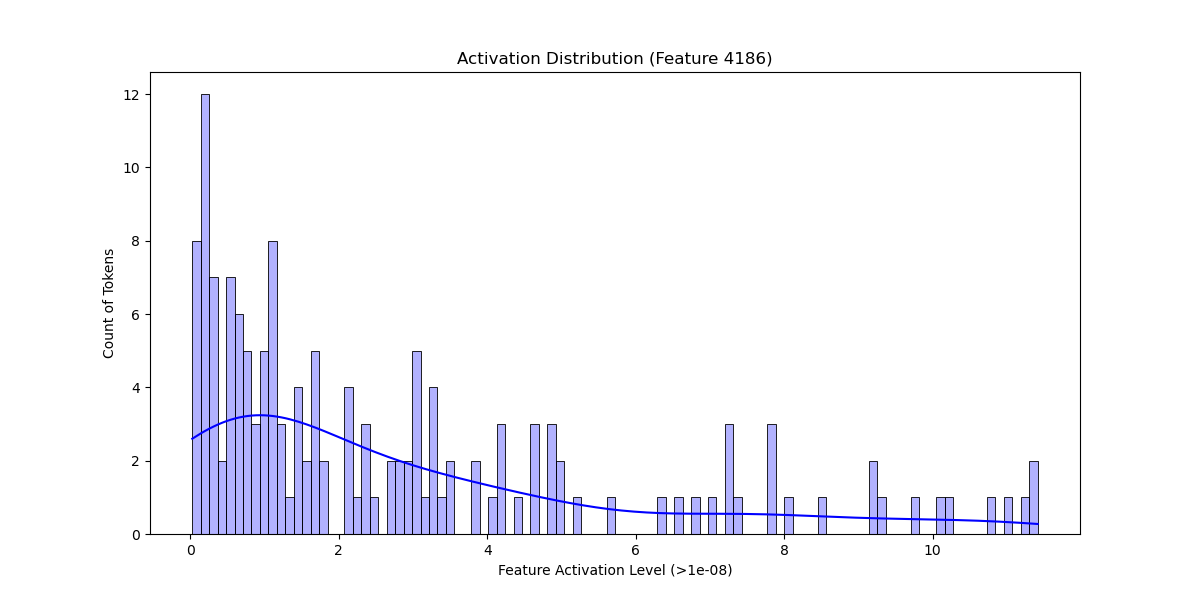 Activation Distribution (Feature 4186)
12
10
8
6
4
2
0
Count of Tokens
0 2 4 6 8 10
Feature Activation Level (>1e-08)